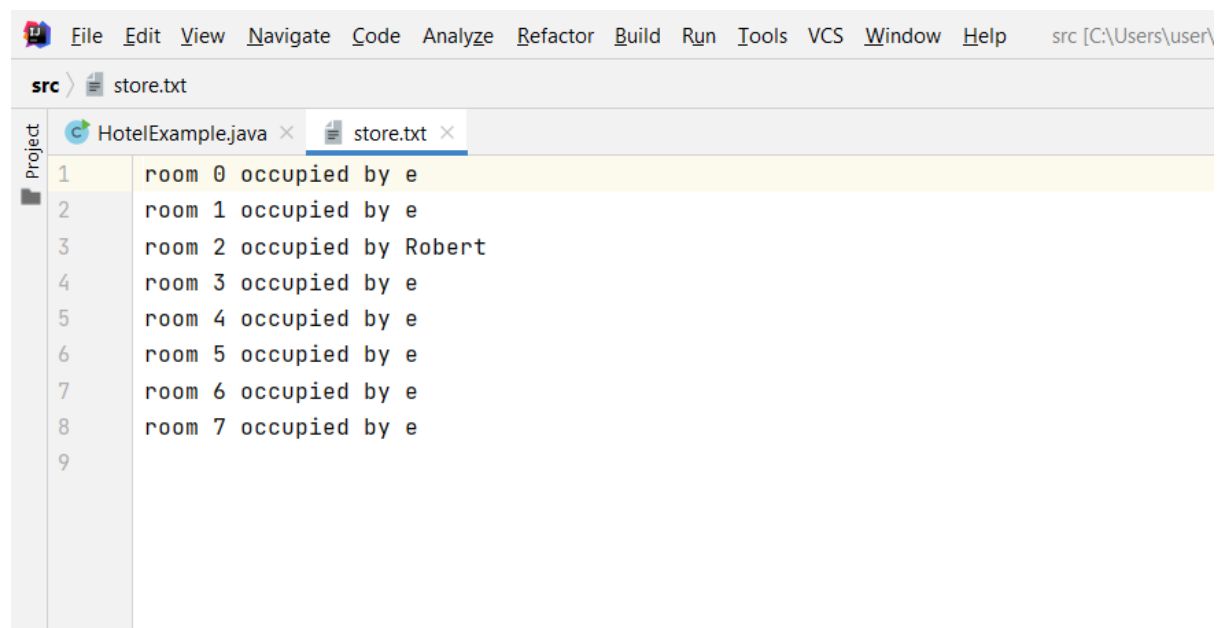 File Edit View Navigate Code Analyze Refactor Build Run Tools VCS Window Help src [C:\Users\user\
src store.txt
Project
HotelExample.java store.txt
1 room 0 occupied by e
2 room 1 occupied by e
3 room 2 occupied by Robert
4 room 3 occupied by e
5 room 4 occupied by e
6 room 5 occupied by e
7 room 6 occupied by e
8 room 7 occupied by e
9